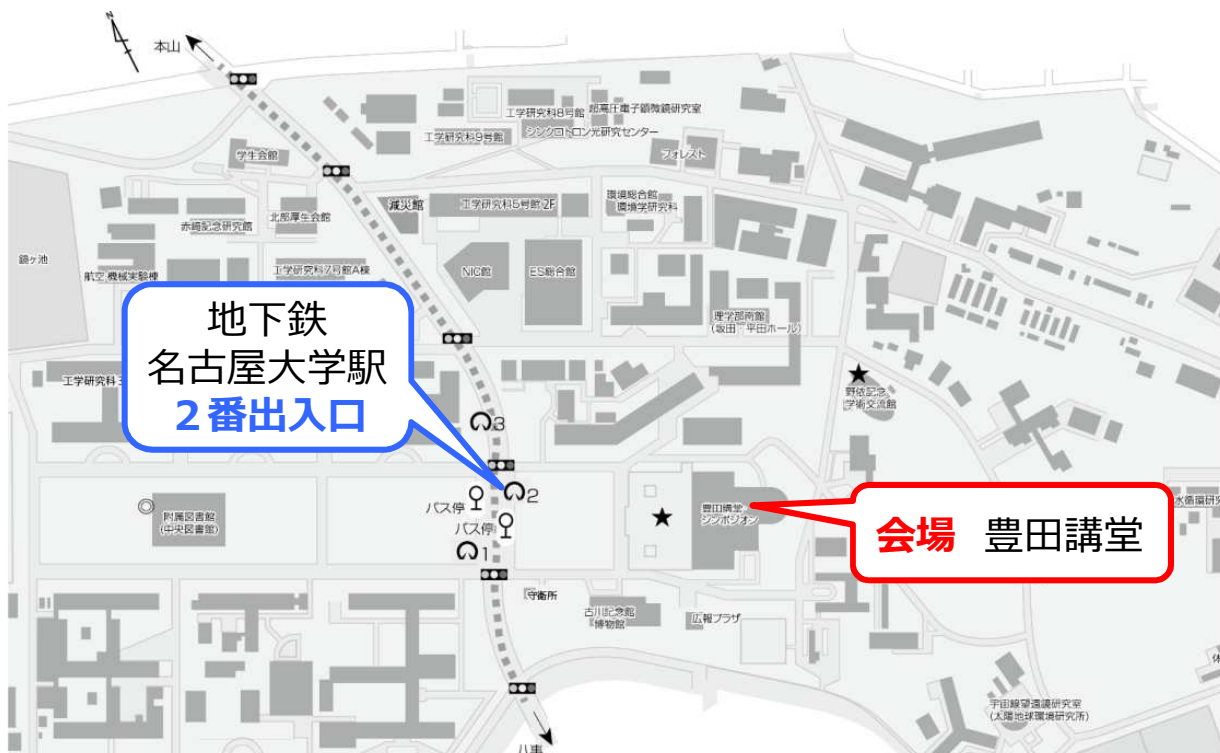 N
本山
工学研究科8号館
超高圧電子顕微鏡研究室
工学研究科9号館
シンクロトロン光研究センター
学生会館
フォレスト
減災館
工学研究科5号館 2F
環境総合館
環境学研究科
北部厚生会館
赤﨑記念研究館
鏡ヶ池
航空・機械実験棟
工学研究科7号館A棟
NIC館
ES総合館
理学部南館
(坂田・平田ホール)
地下鉄
名古屋大学駅
2番出入口
工学研究科3
野依記念
学術交流館
3
2
バス停
バス停
1
附属図書館
(中央図書館)
豊田講堂・
シンポジオン
会場 豊田講堂
水循環研究
守衛所
古川記念館
博物館
広報プラザ
宇宙線望遠鏡研究室
(太陽地球環境研究所)
体
八事